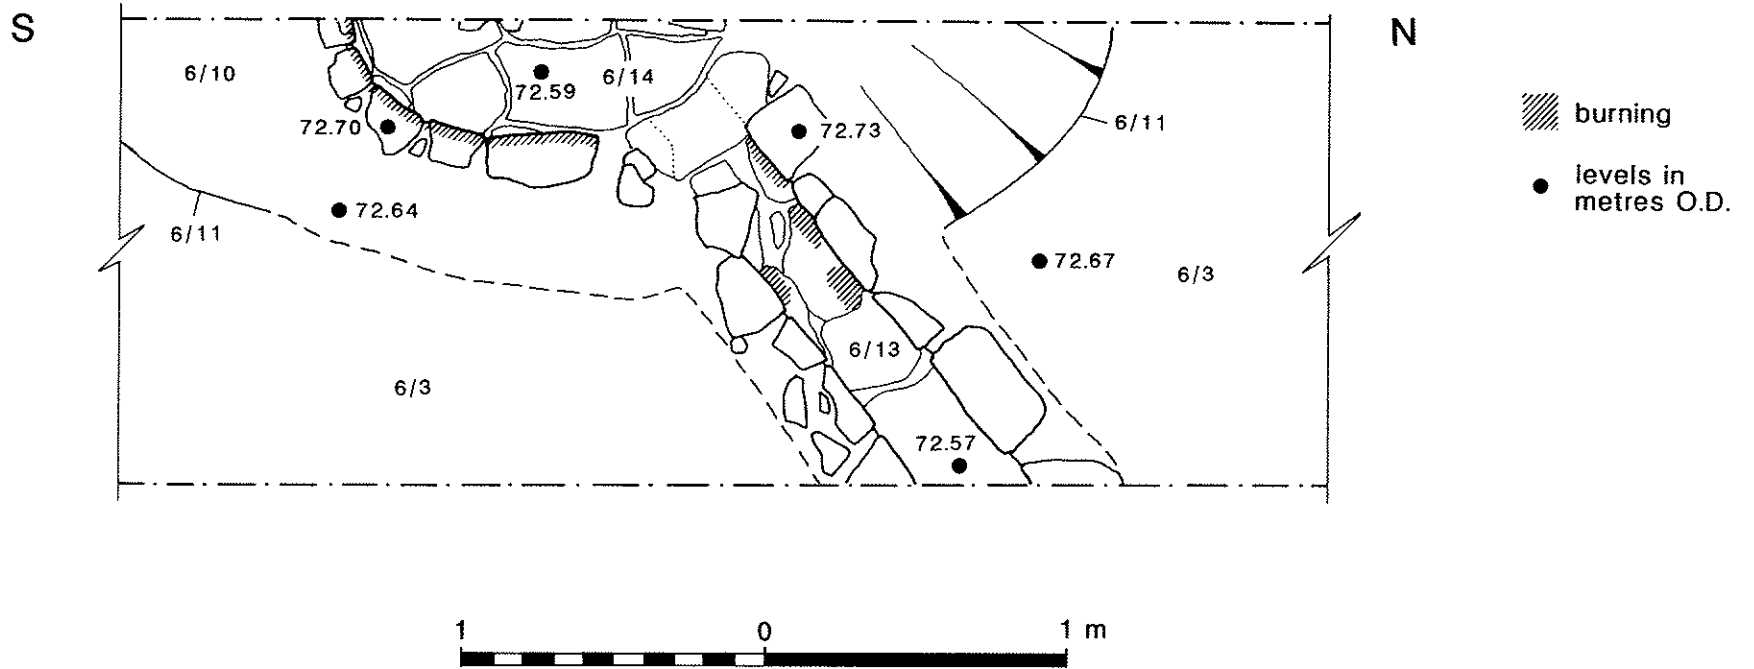 S
N
6/10
72.59
6/14
72.70
72.73
6/11
burning
levels in
metres O.D.
72.64
6/11
72.67
6/3
6/13
6/3
72.57
1
0
1 m